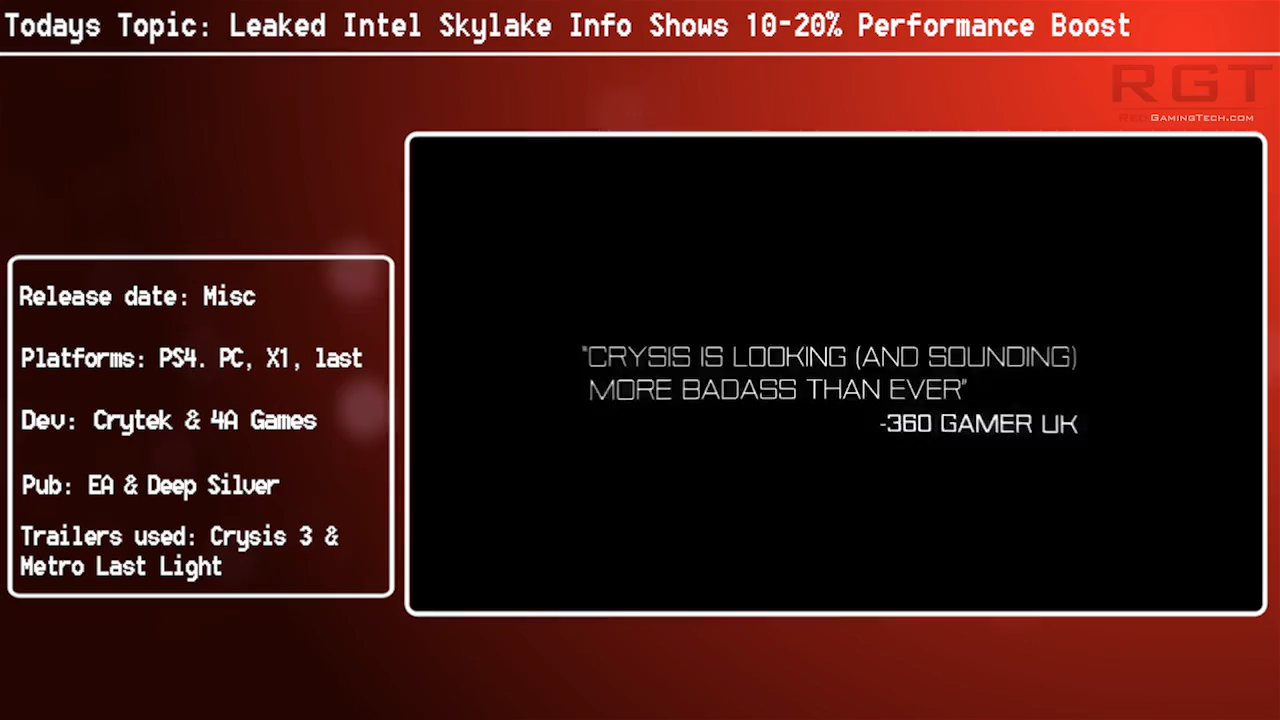 Todays Topic: Leaked Intel Skylake Info Shows 10-20% Performance Boost
RGT
RedGamingTech.com
Release date: Misc
Platforms: PS4. PC, X1, last
Dev: Crytek & 4A Games
Pub: EA & Deep Silver
Trailers used: Crysis 3 &
Metro Last Light
"CRYSIS IS LOOKING (AND SOUNDING)
MORE BADASS THAN EVER"
-360 GAMER UK